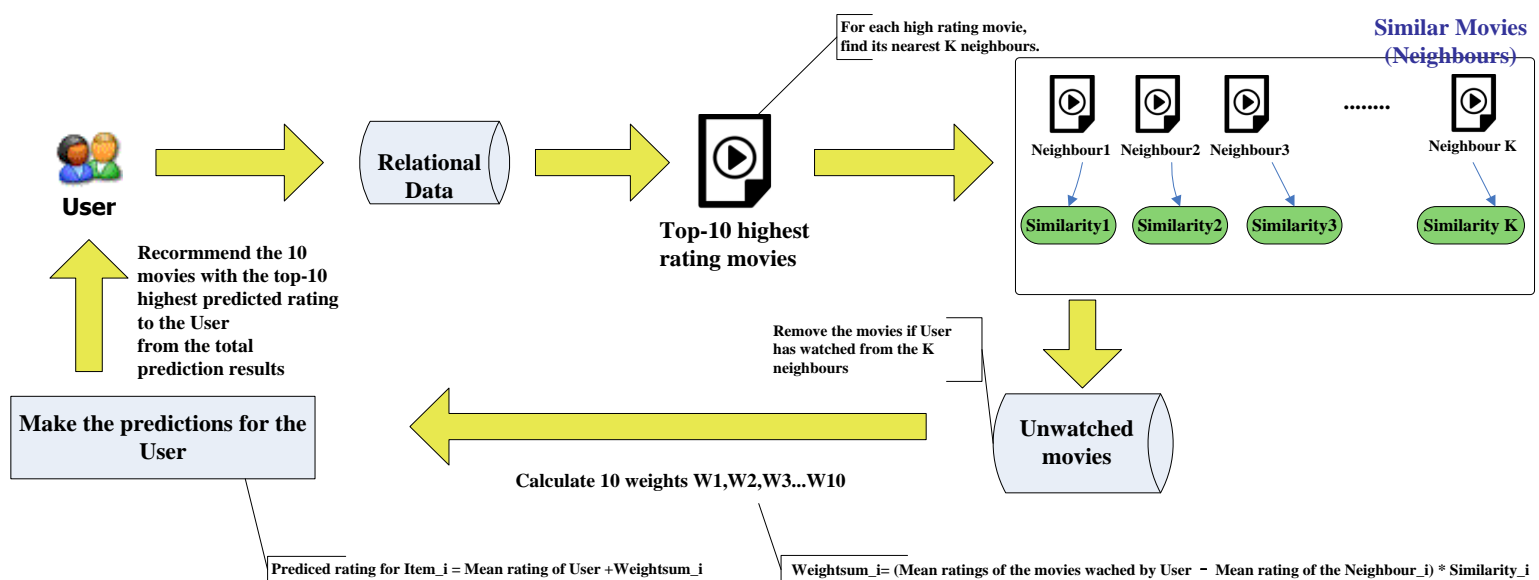 For each high rating movie,
find its nearest K neighbours.
Similar Movies
(Neighbours)
........
Neighbour1
Neighbour2
Neighbour3
Neighbour K
Relational
Data
User
Top-10 highest
rating movies
Similarity1
Similarity2
Similarity3
Similarity K
Recormmend the 10
movies with the top-10
highest predicted rating
to the User
from the total
prediction results
Remove the movies if User
has watched from the K
neighbours
Make the predictions for the
User
Unwatched
movies
Calculate 10 weights W1,W2,W3...W10
Prediced rating for Item_i = Mean rating of User +Weightsum_i
Weightsum_i= (Mean ratings of the movies wached by User - Mean rating of the Neighbour_i) * Similarity_i